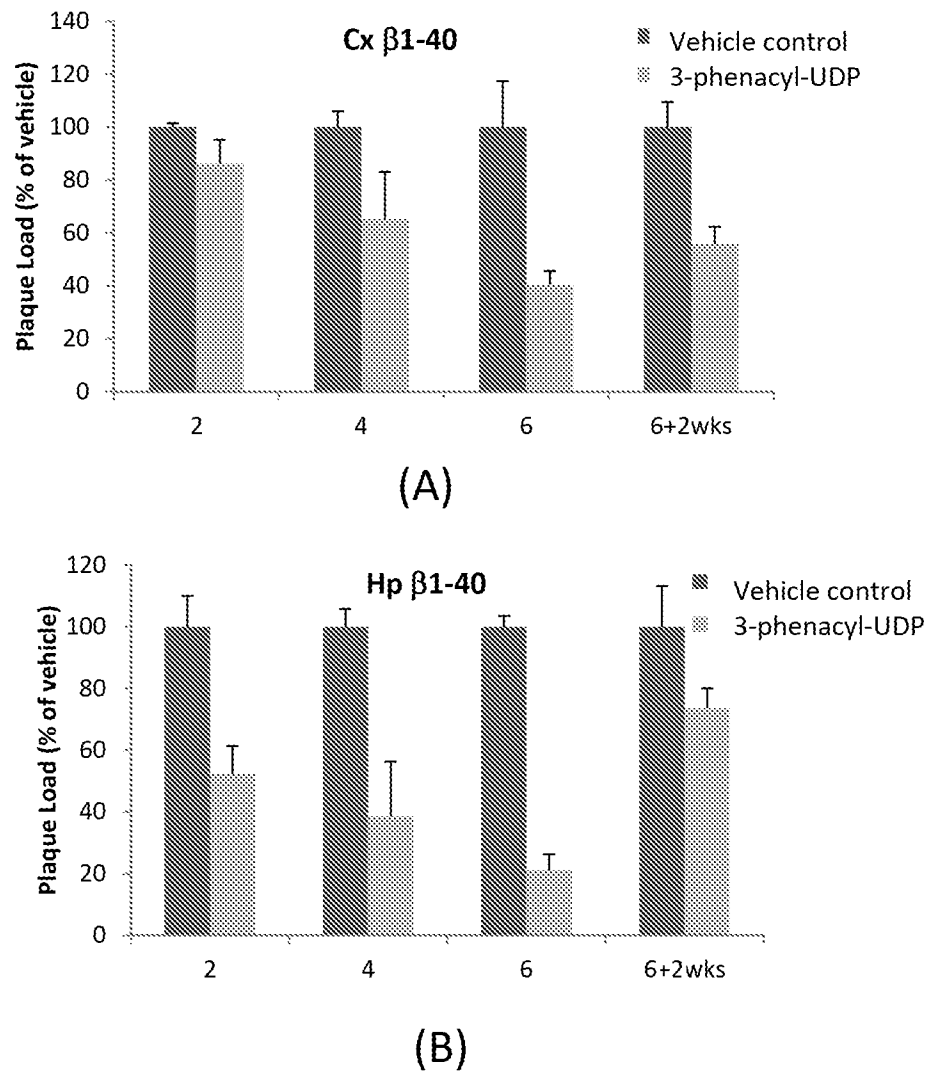 Cx β1-40
Vehicle control
3-phenacyl-UDP
Plaque Load (% of vehicle)
140
120
100
80
60
40
20
0
2 4 6 6+2wks
(A)
Hp β1-40
Vehicle control
3-phenacyl-UDP
Plaque Load (% of vehicle)
120
100
80
60
40
20
0
2 4 6 6+2wks
(B)